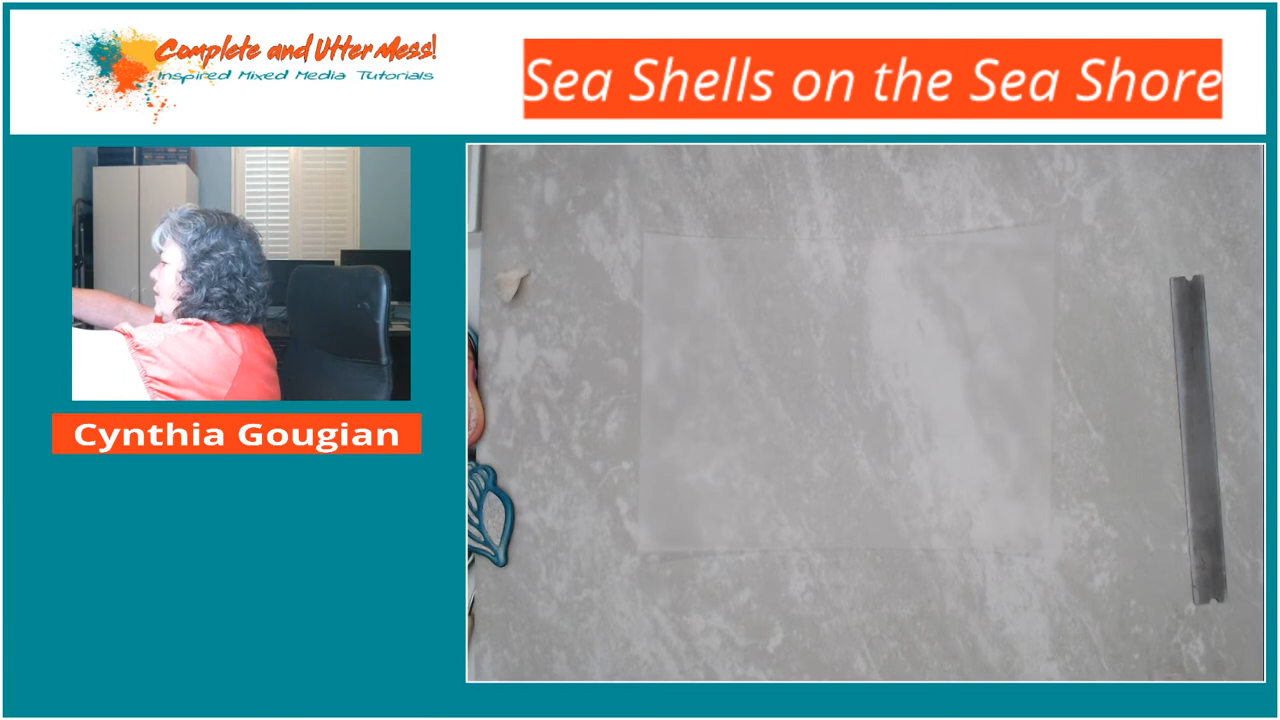 Complete and Utter Mess!
Inspired Mixed Media Tutorials
Sea Shells on the Sea Shore
Cynthia Gougian